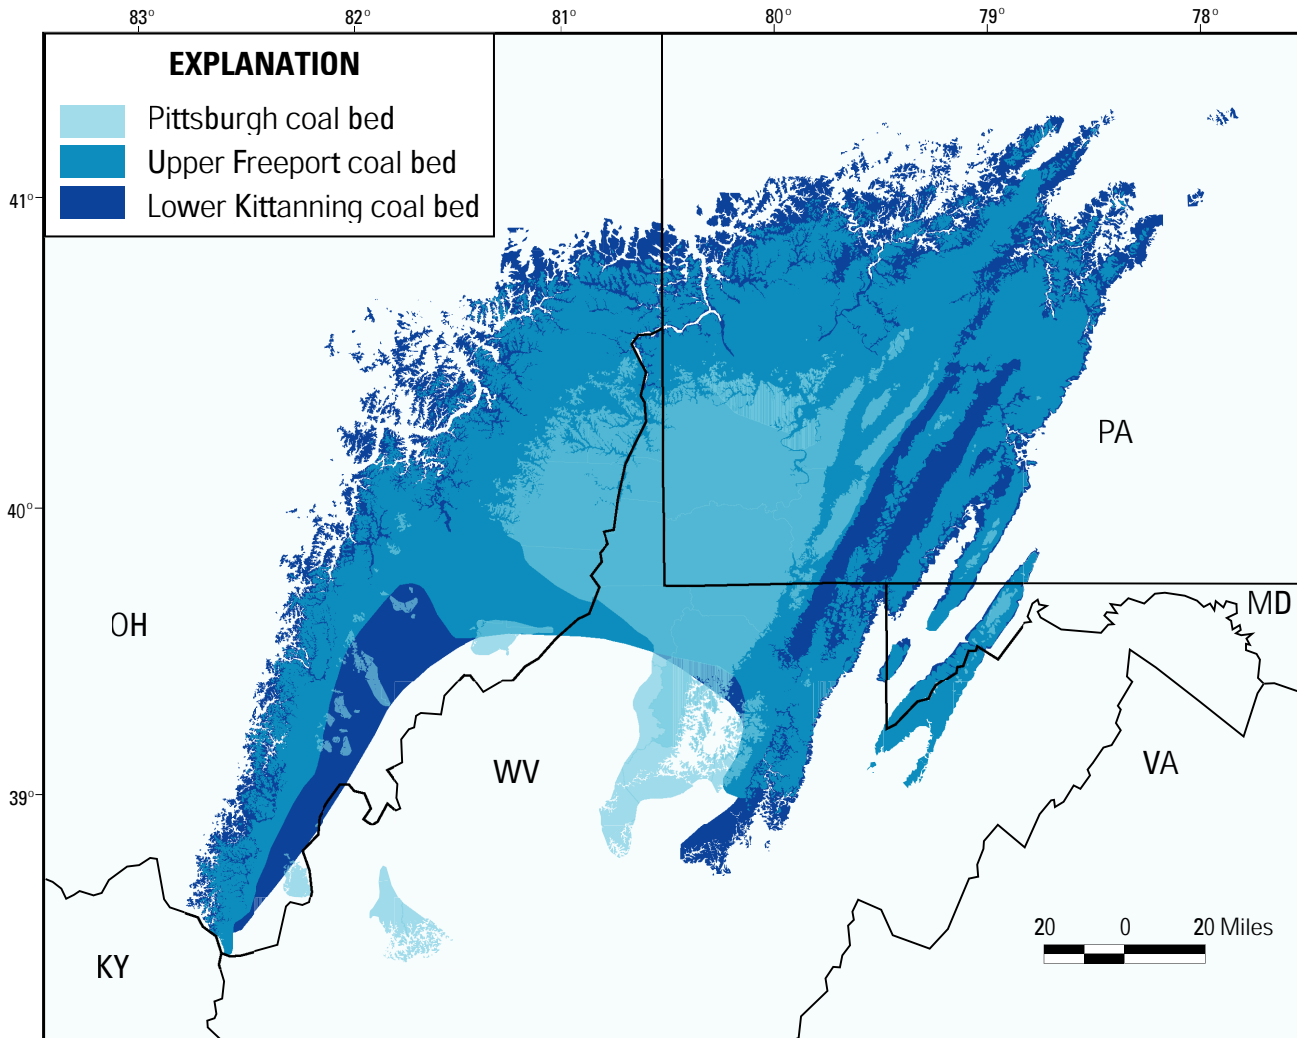 83° 82° 81° 80° 79° 78°
EXPLANATION
Pittsburgh coal bed
Upper Freeport coal bed
Lower Kittanning coal bed
41°
PA
40°
OH
MD
WV
VA
39°
20 0 20 Miles
KY